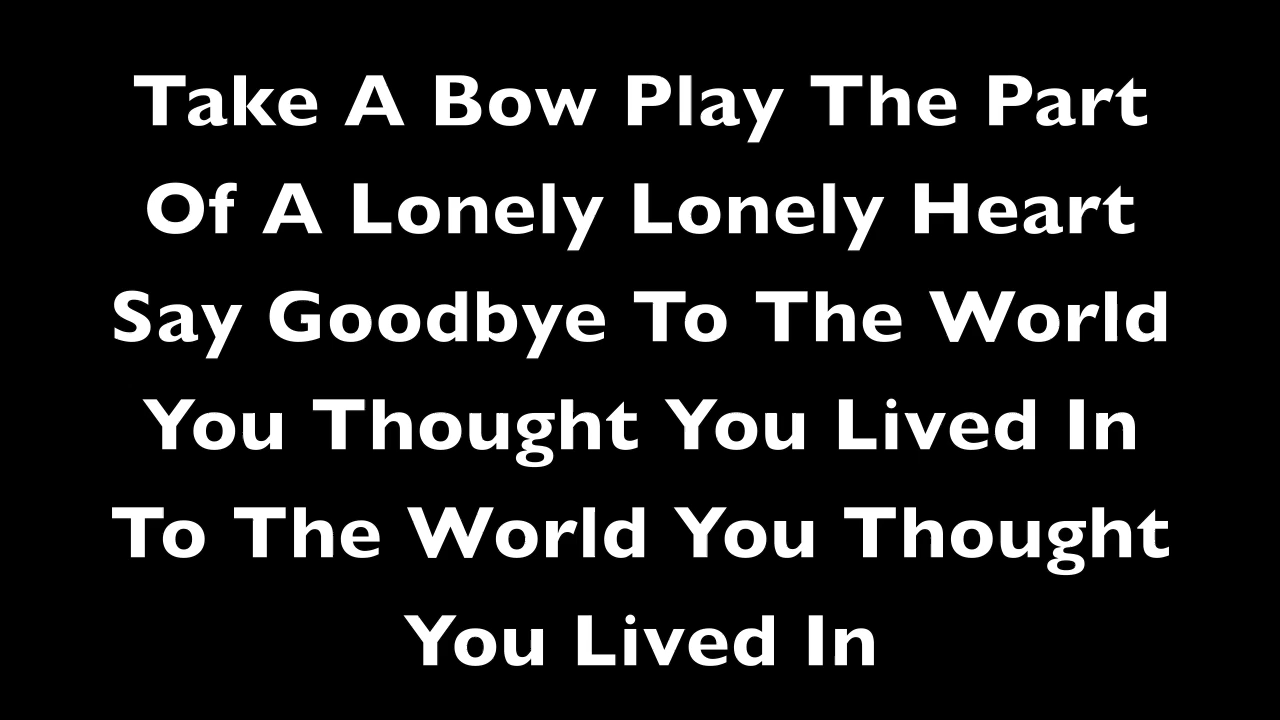 Take A Bow Play The Part
Of A Lonely Lonely Heart
Say Goodbye To The World
You Thought You Lived In
To The World You Thought
You Lived In